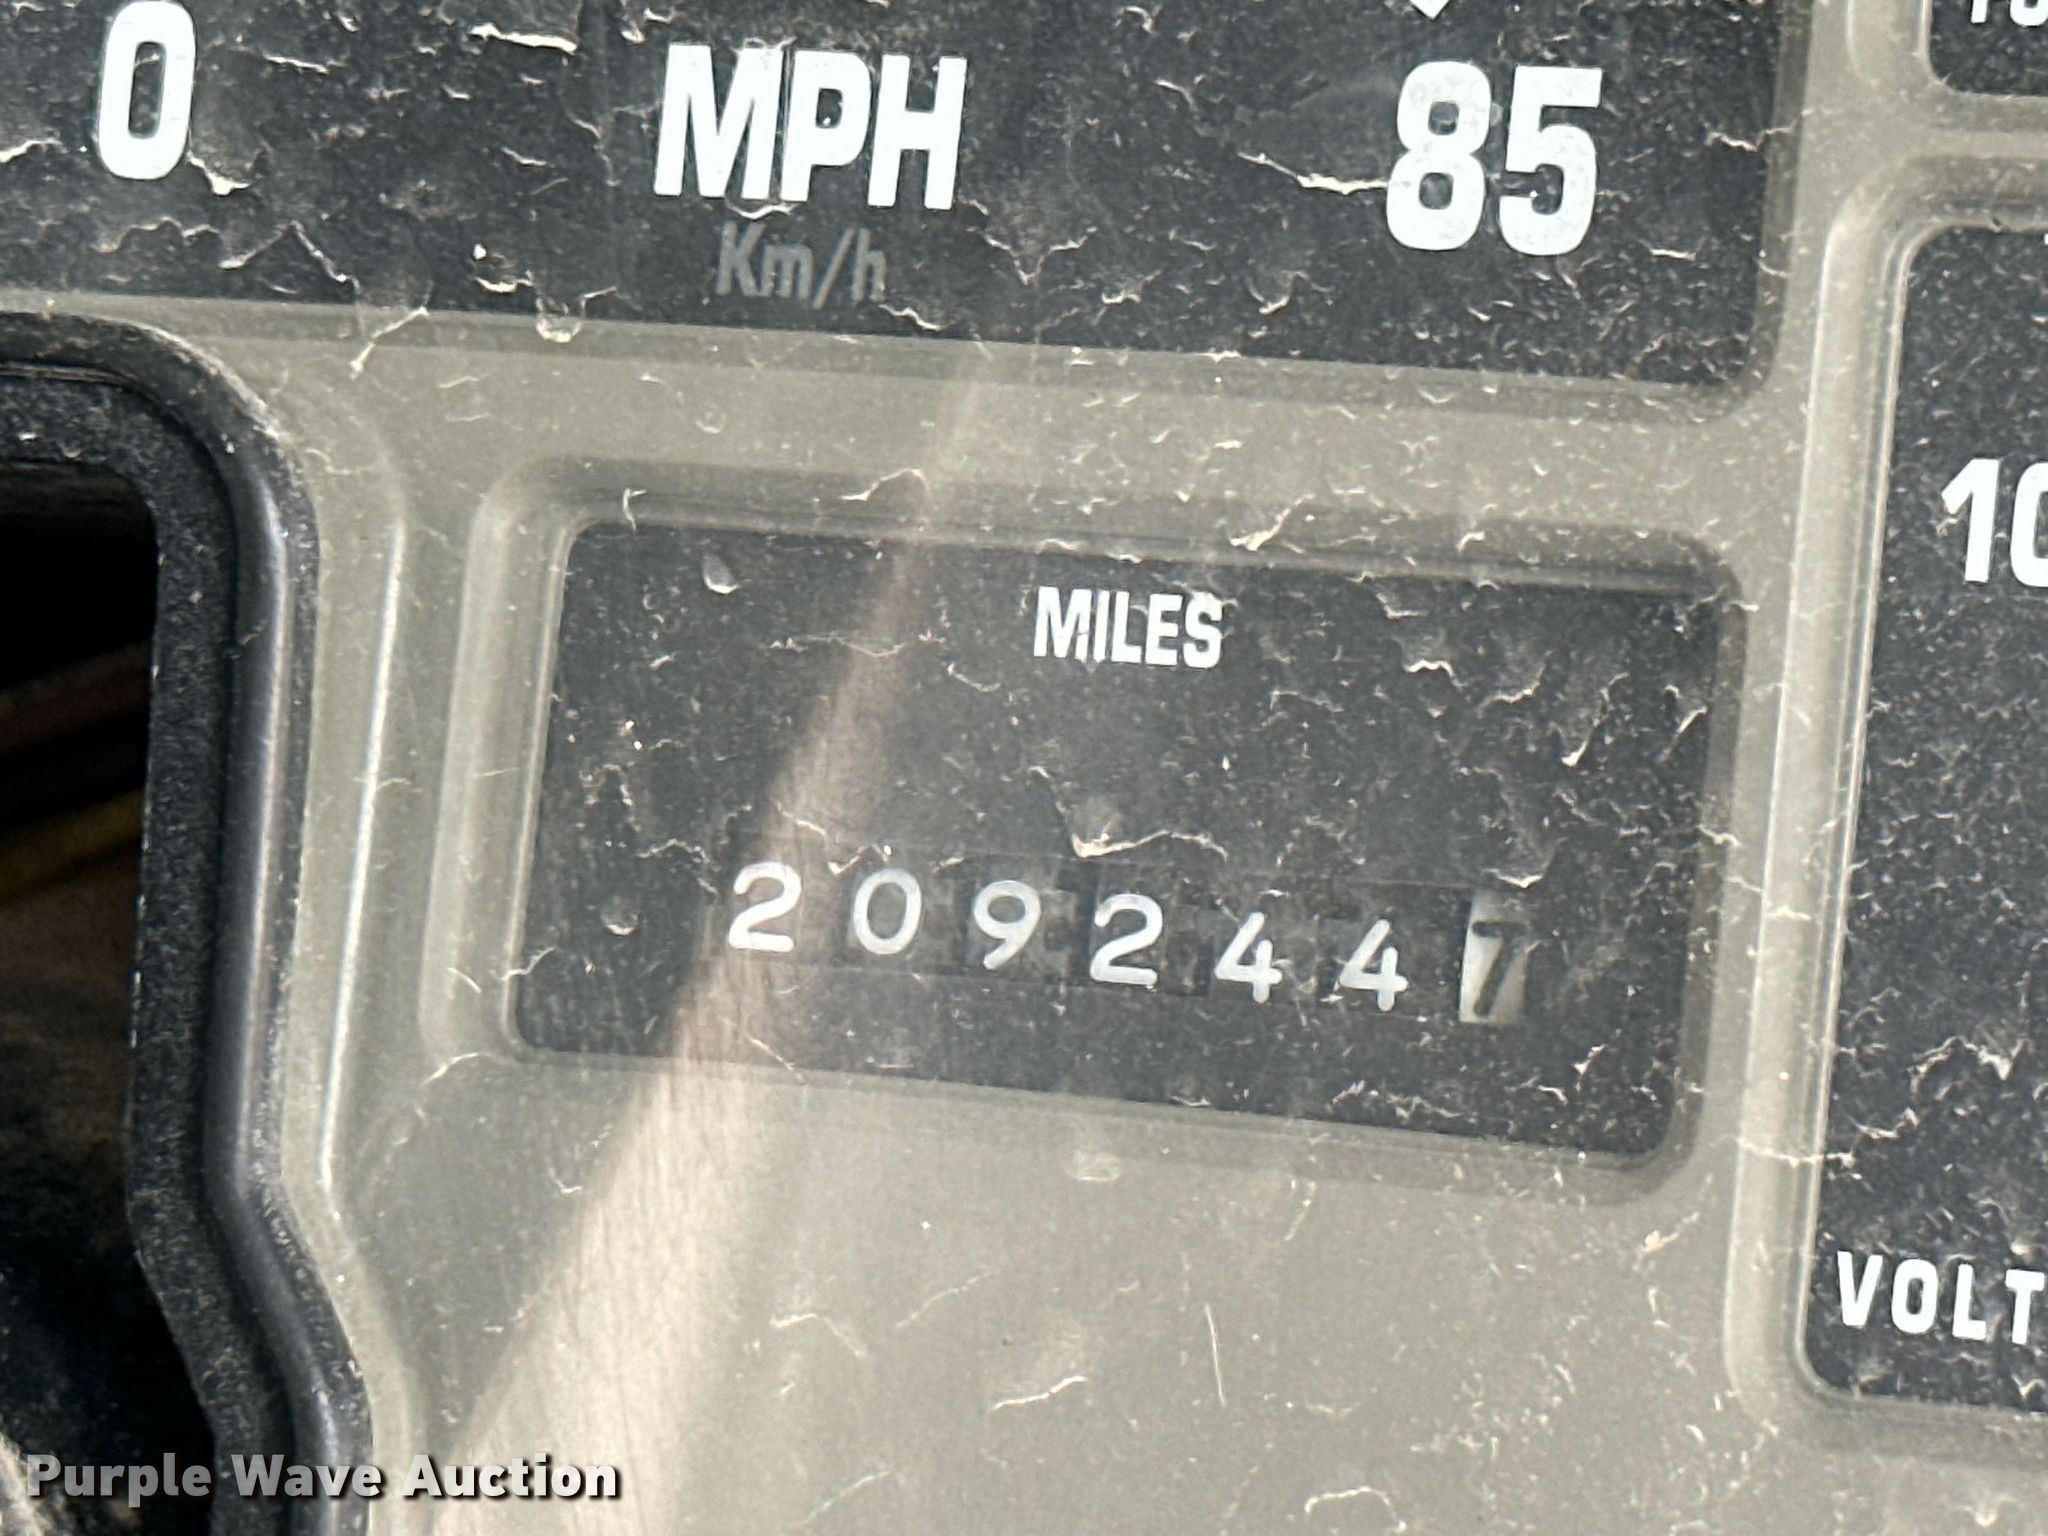 0 MPH 85
Km/h
10
MILES
2092447
VOLT
Purple Wave Auction